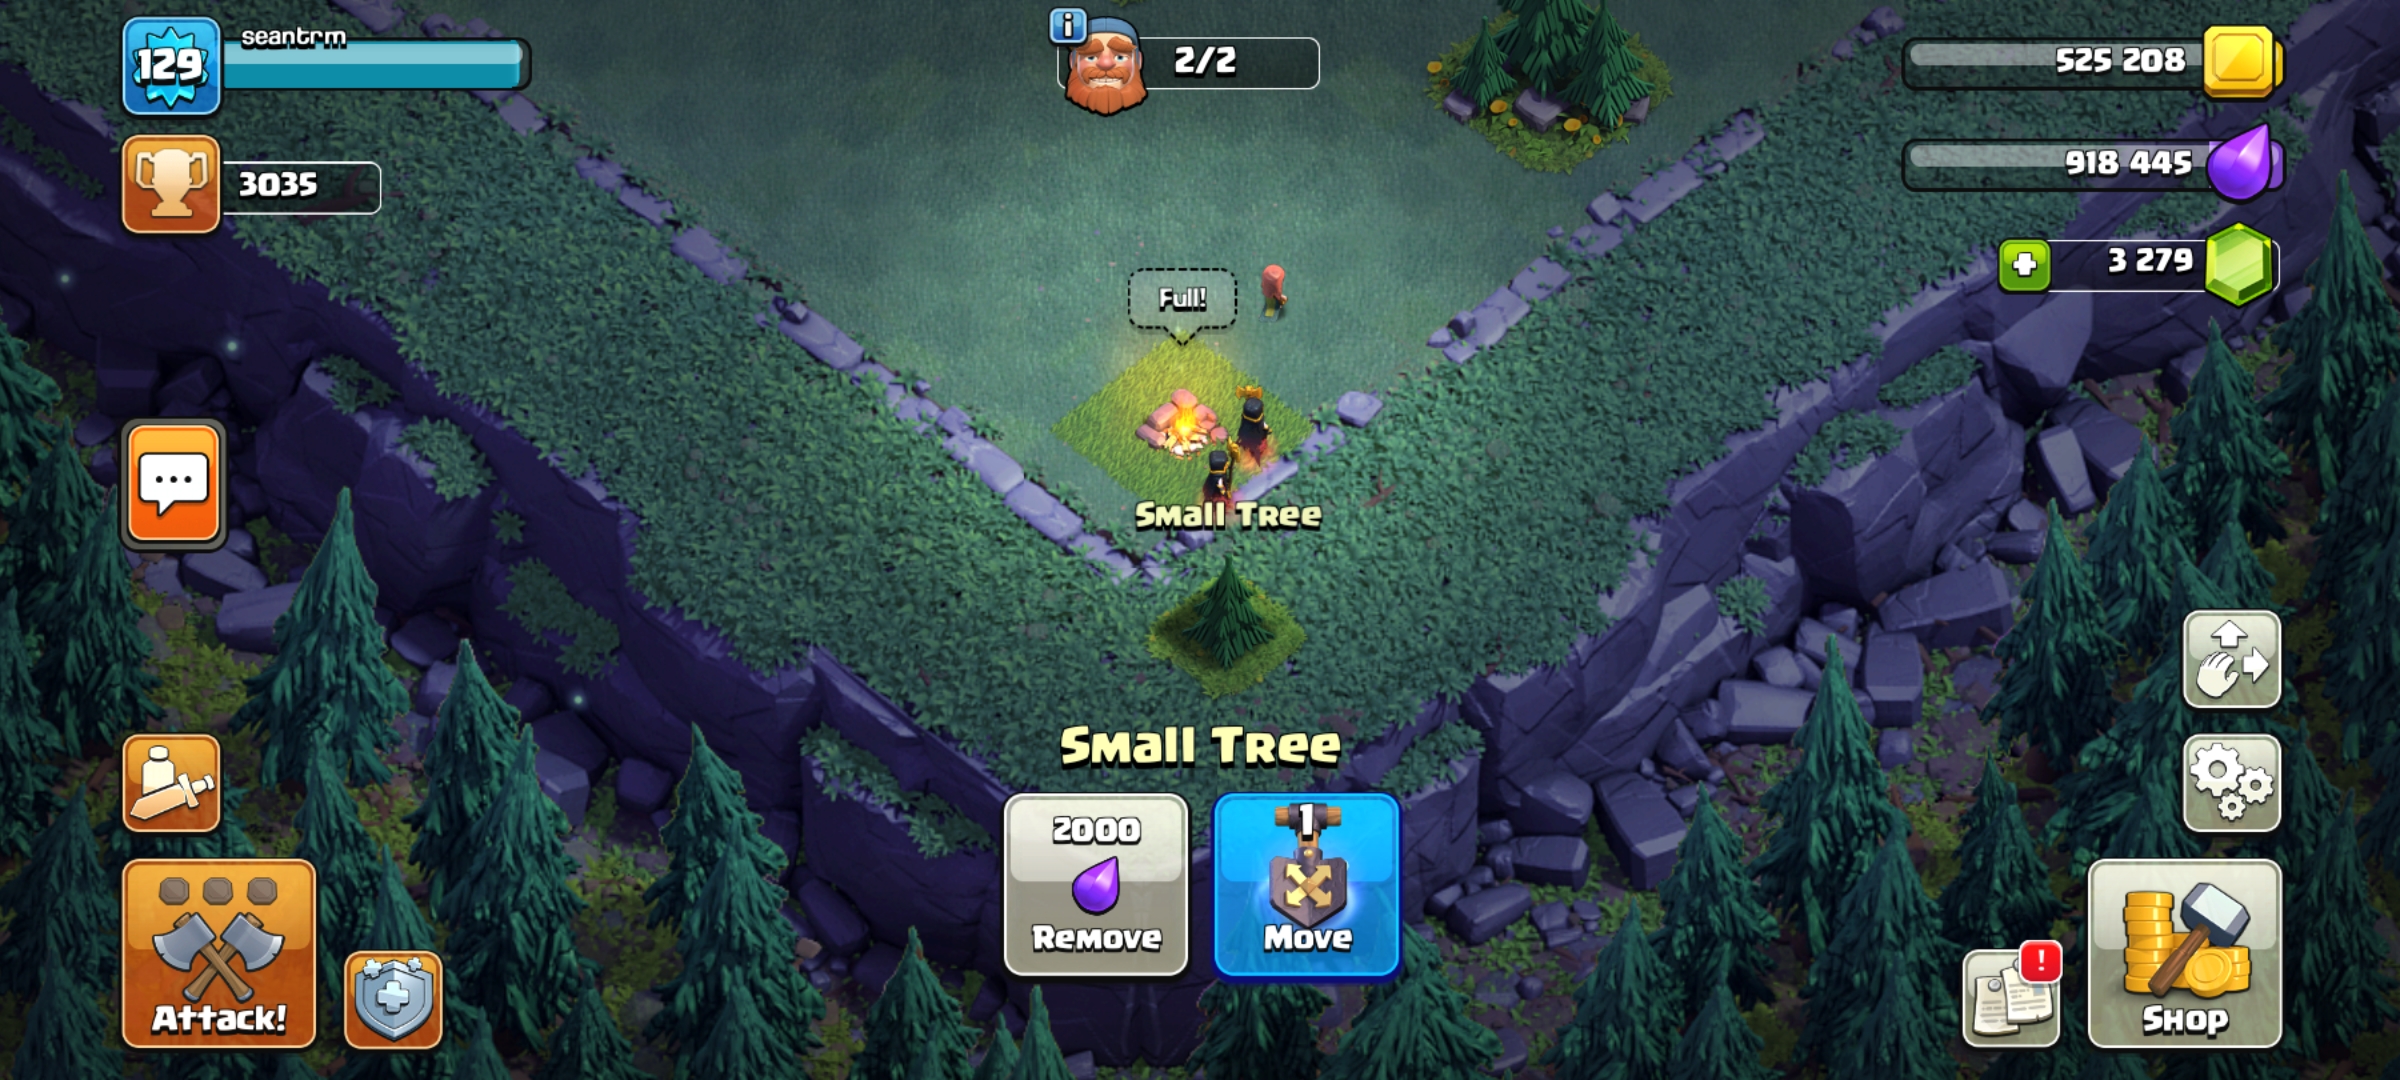 129
seantrm
2/2
525 208
3035
918 445
3 279
Full!
Small Tree
Small Tree
2000
Remove
1
Move
Attack!
!
Shop